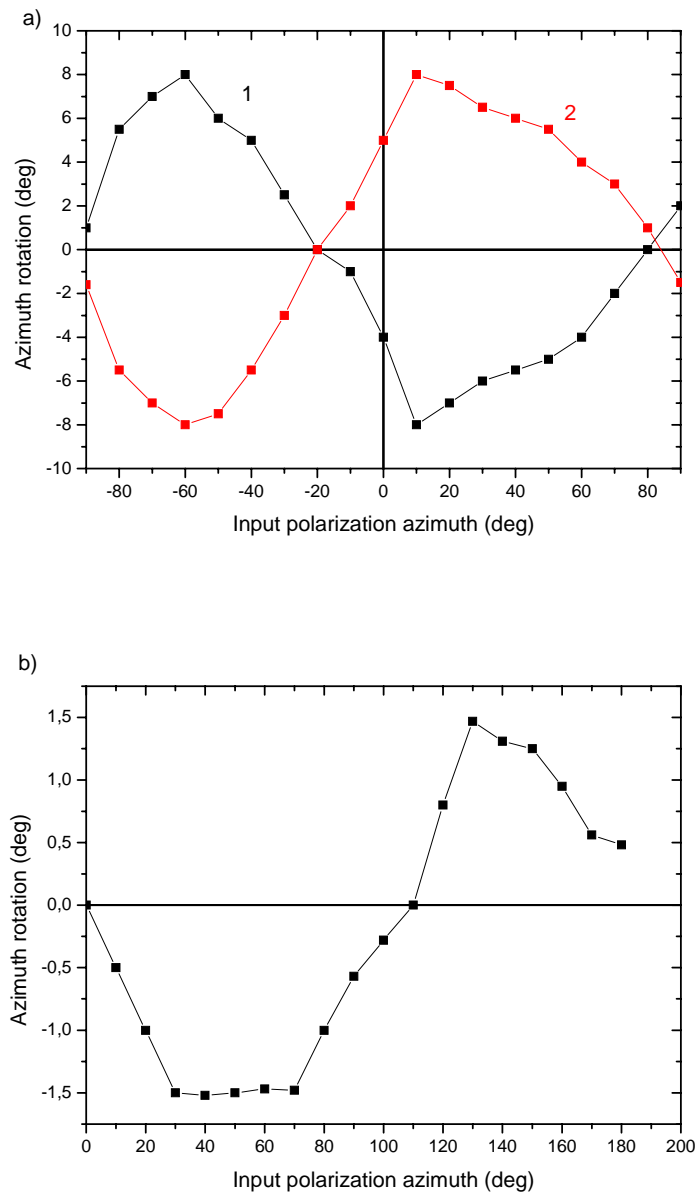 a)
10
8
6
4
2
0
-2
-4
-6
-8
-10
Azimuth rotation (deg)
1
2
-80 -60 -40 -20 0 20 40 60 80
Input polarization azimuth (deg)
b)
1,5
1,0
0,5
0,0
-0,5
-1,0
-1,5
Azimuth rotation (deg)
0 20 40 60 80 100 120 140 160 180 200
Input polarization azimuth (deg)